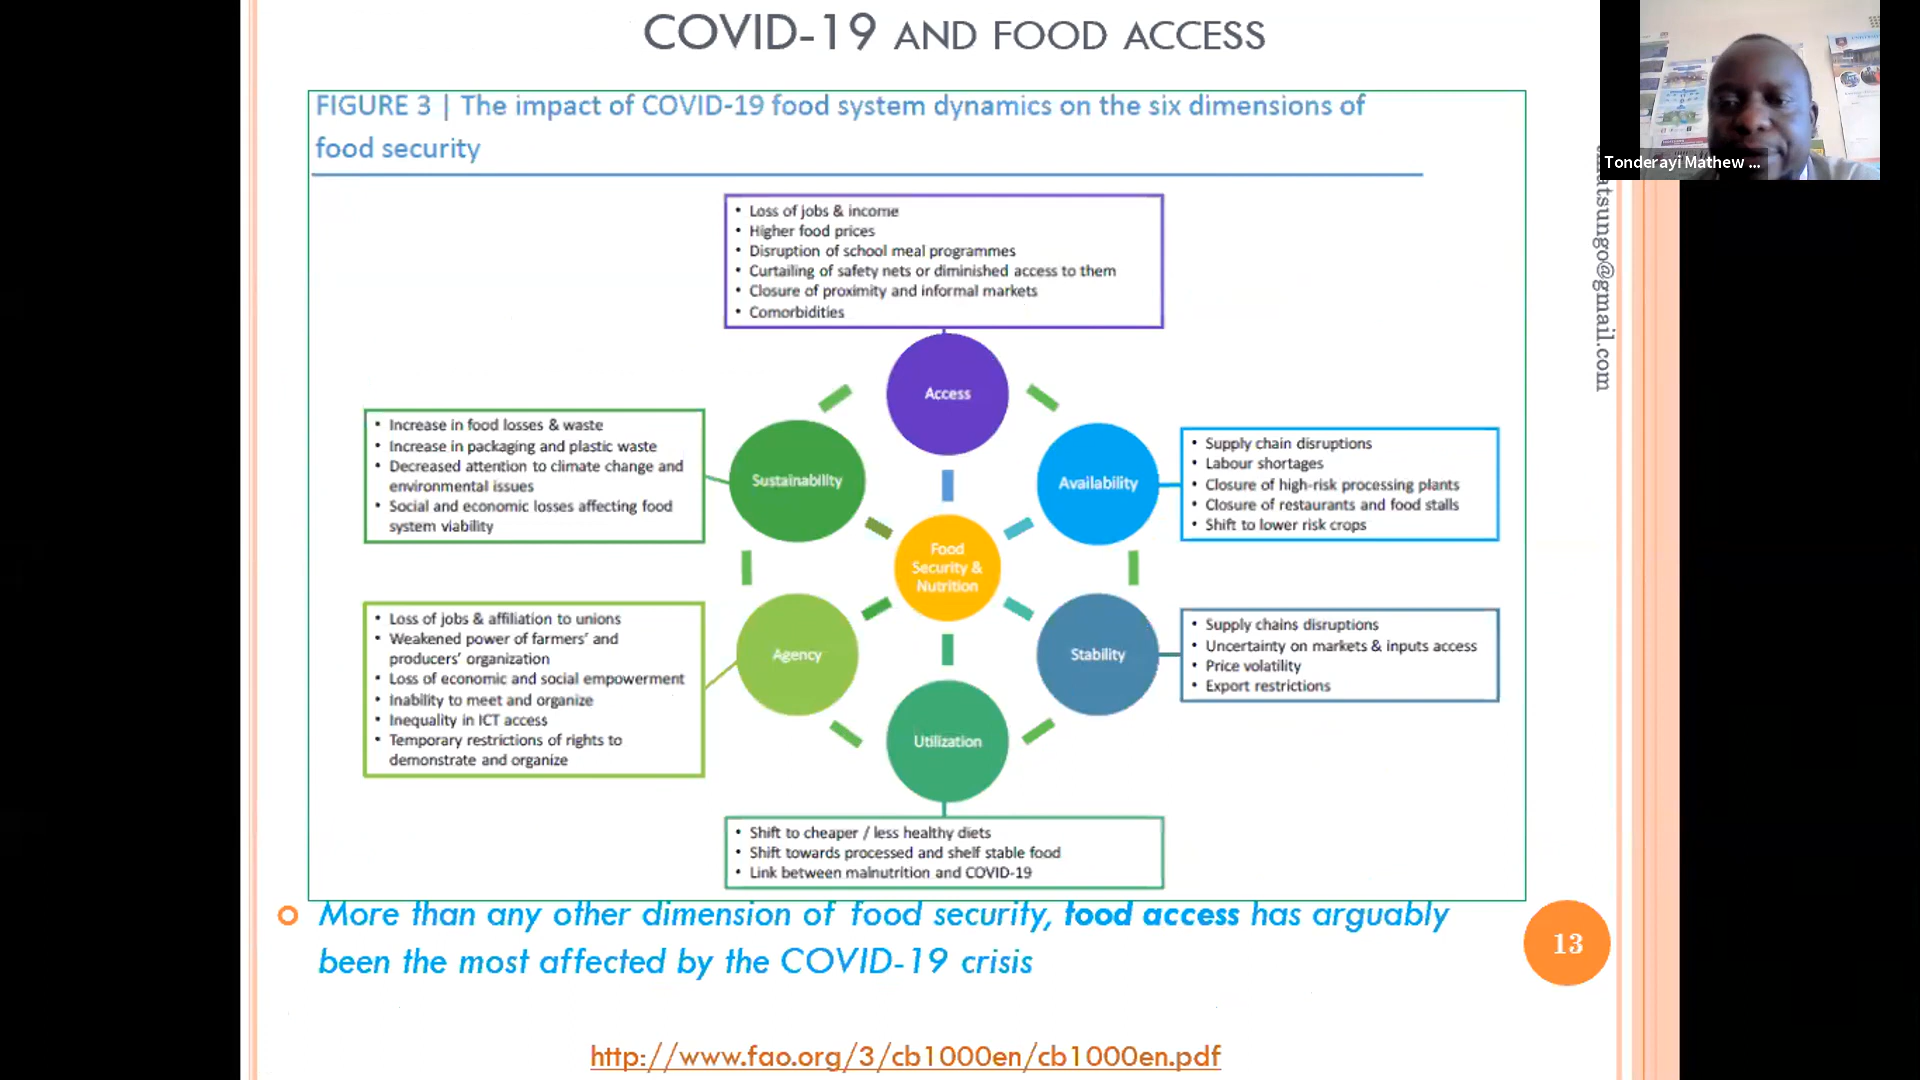 COVID-19 AND FOOD ACCESS
FIGURE 3 | The impact of COVID-19 food system dynamics on the six dimensions of
food security
• Loss of jobs & income
• Higher food prices
• Disruption of school meal programmes
• Curtailing of safety nets or diminished access to them
• Closure of proximity and informal markets
• Comorbidities
Access
• Increase in food losses & waste
• Increase in packaging and plastic waste
• Decreased attention to climate change and
environmental issues
• Social and economic losses affecting food
system viability
Sustainability
Availability
• Supply chain disruptions
• Labour shortages
• Closure of high-risk processing plants
• Closure of restaurants and food stalls
• Shift to lower risk crops
Food
Security &
Nutrition
• Loss of jobs & affiliation to unions
• Weakened power of farmers' and
producers' organization
• Loss of economic and social empowerment
• Inability to meet and organize
• Inequality in ICT access
• Temporary restrictions of rights to
demonstrate and organize
Agency
Stability
• Supply chains disruptions
• Uncertainty on markets & inputs access
• Price volatility
• Export restrictions
Utilization
• Shift to cheaper / less healthy diets
• Shift towards processed and shelf stable food
• Link between malnutrition and COVID-19
More than any other dimension of food security, food access has arguably
been the most affected by the COVID-19 crisis
13
http://www.fao.org/3/cb1000en/cb1000en.pdf
Tonderayi Mathew ...